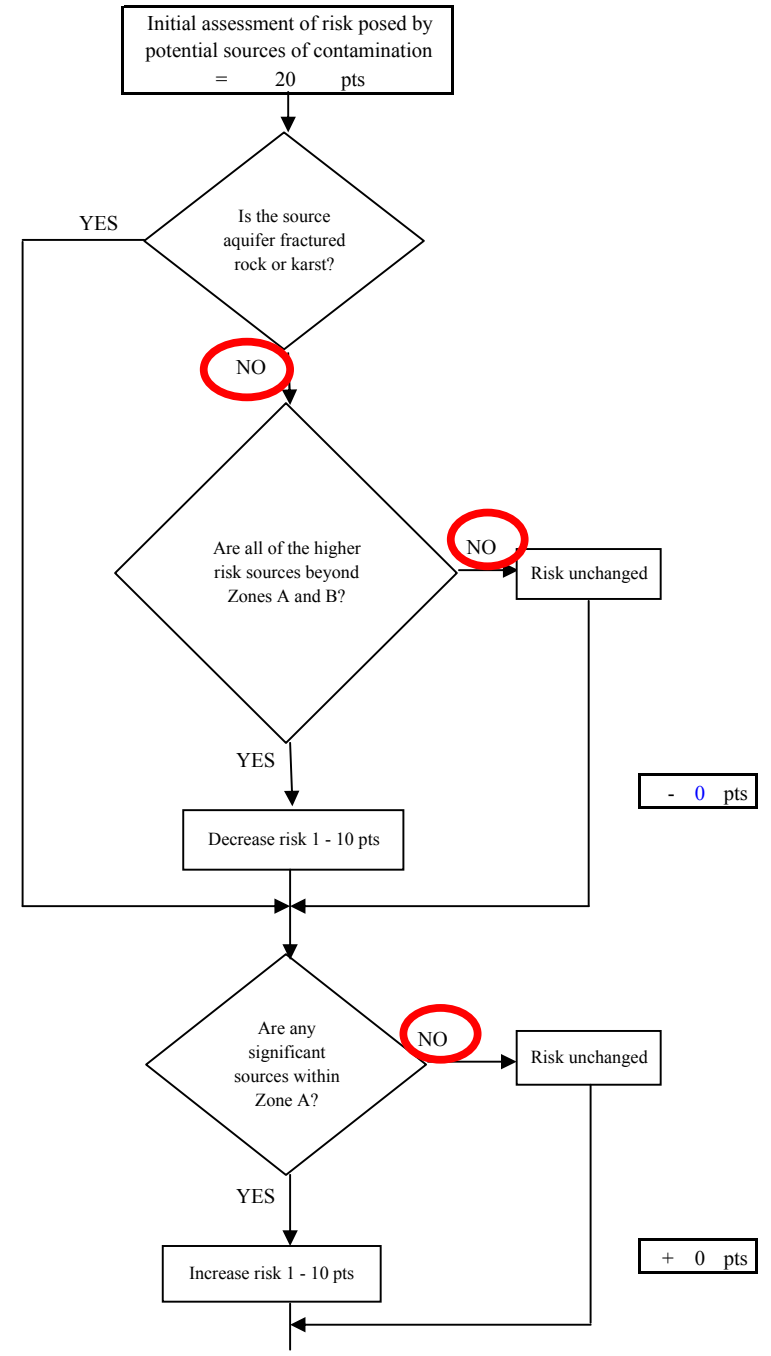 Initial assessment of risk posed by
potential sources of contamination
= 20 pts
YES
Is the source
aquifer fractured
rock or karst?
NO
Are all of the higher
risk sources beyond
Zones A and B?
NO
Risk unchanged
YES
- 0 pts
Decrease risk 1 - 10 pts
Are any
significant
sources within
Zone A?
NO
Risk unchanged
YES
+ 0 pts
Increase risk 1 - 10 pts